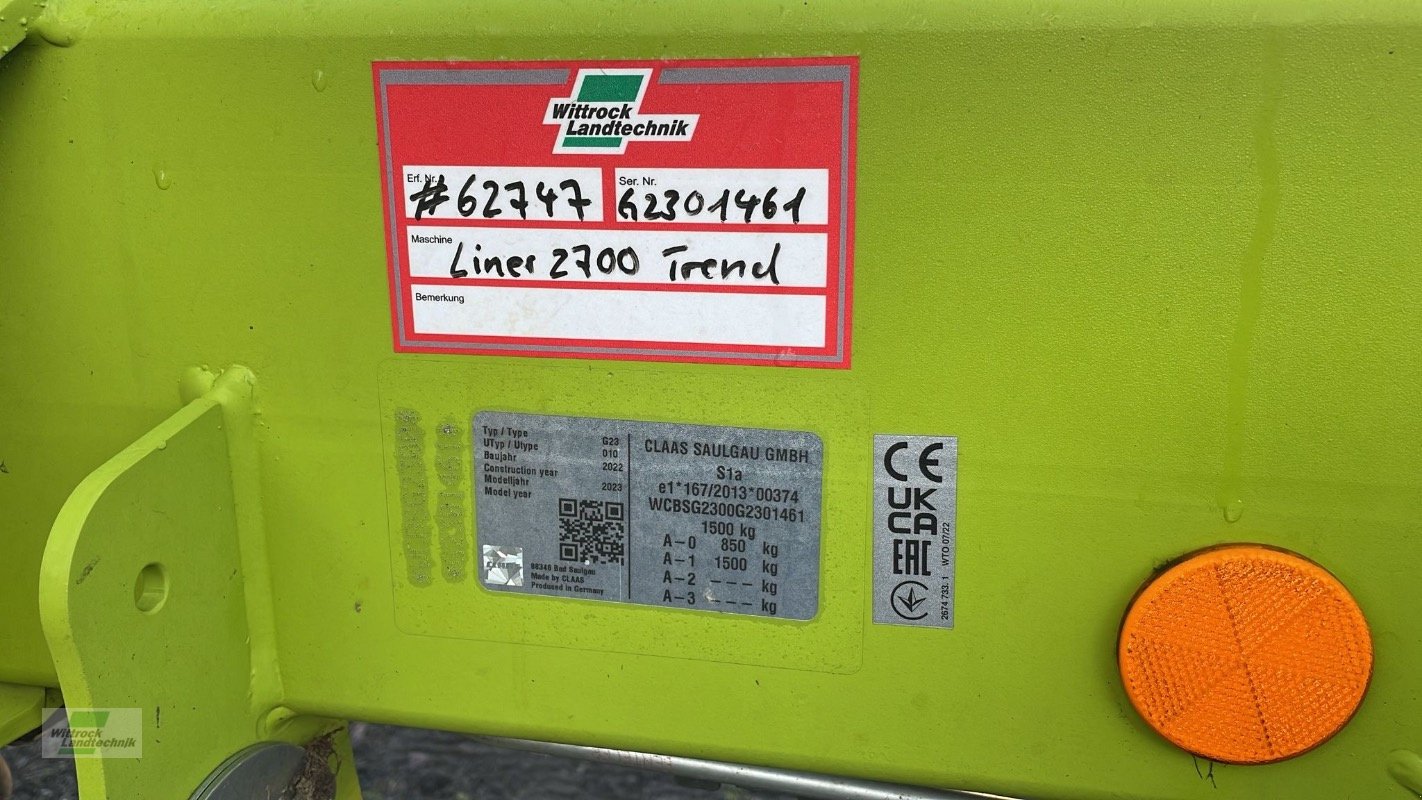 Wittrock
Landtechnik
Erf. Nr.
#62747
Ser. Nr.
G2301461
Maschine
Liner 2700 Trend
Bemerkung
Typ / Type G23
UTyp / Utype 010
Baujahr
Construction year 2022
Modelljahr
Model year 2023
88348 Bad Saulgau
Made by CLAAS
Produced in Germany
CLAAS SAULGAU GMBH
S1a
e1*167/2013*00374
WCBSG2300G2301461
1500 kg
A-0 850 kg
A-1 1500 kg
A-2 --- kg
A-3 --- kg
CE
UK
CA
EAC
2674 733. 1 WTO 07/22
Wittrock
Landtechnik